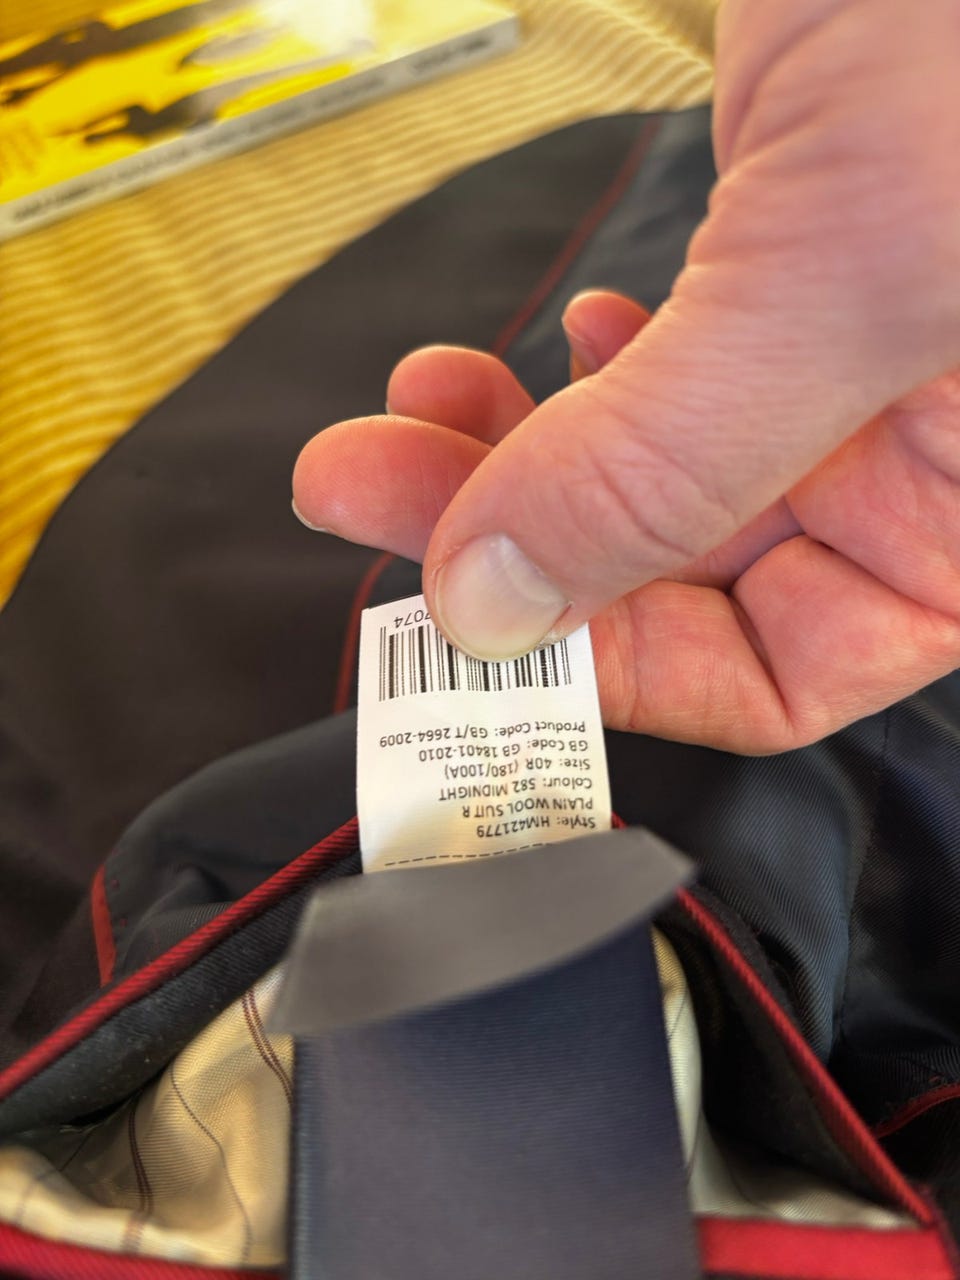 Style: HM421779
PLAIN WOOL SUIT R
Colour: 582 MIDNIGHT
Size: 40R (180/100A)
GB Code: GB 18401-2010
Product Code: GB/T 2664-2009
7074